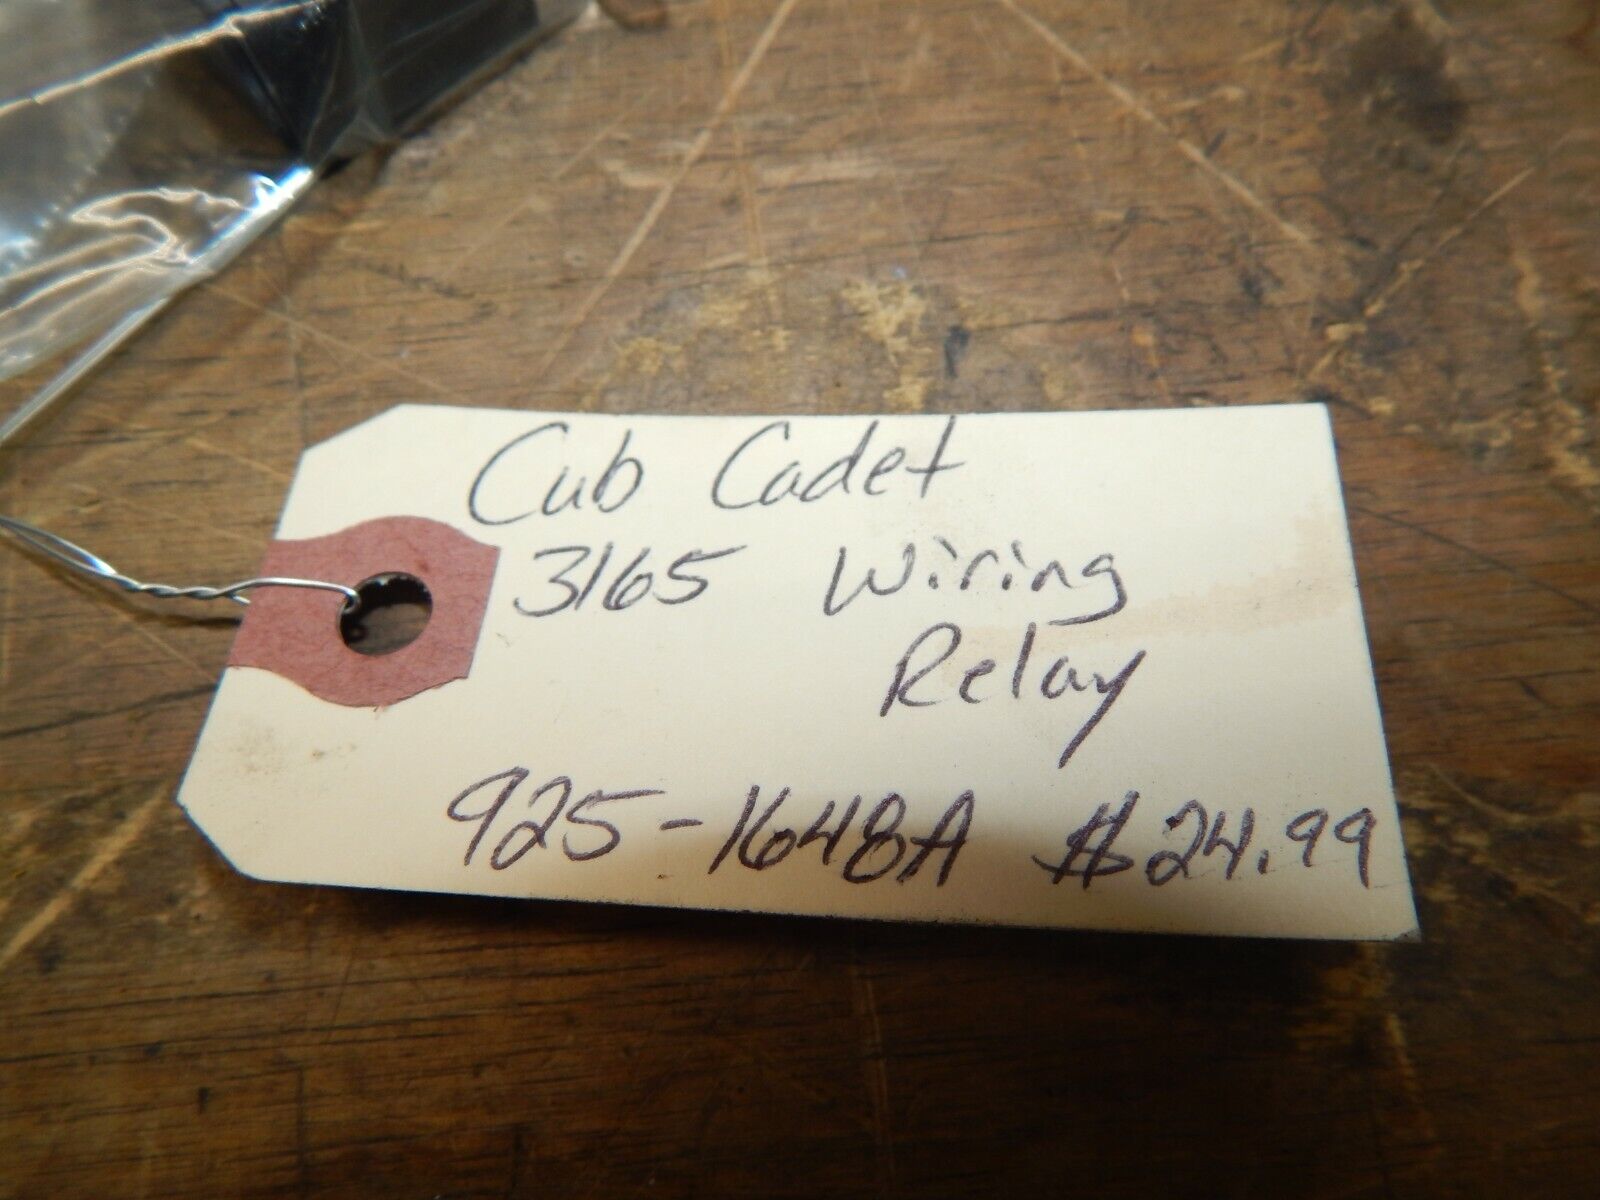 Cub Cadet
3165 Wiring
Relay
925-1648A $24.99